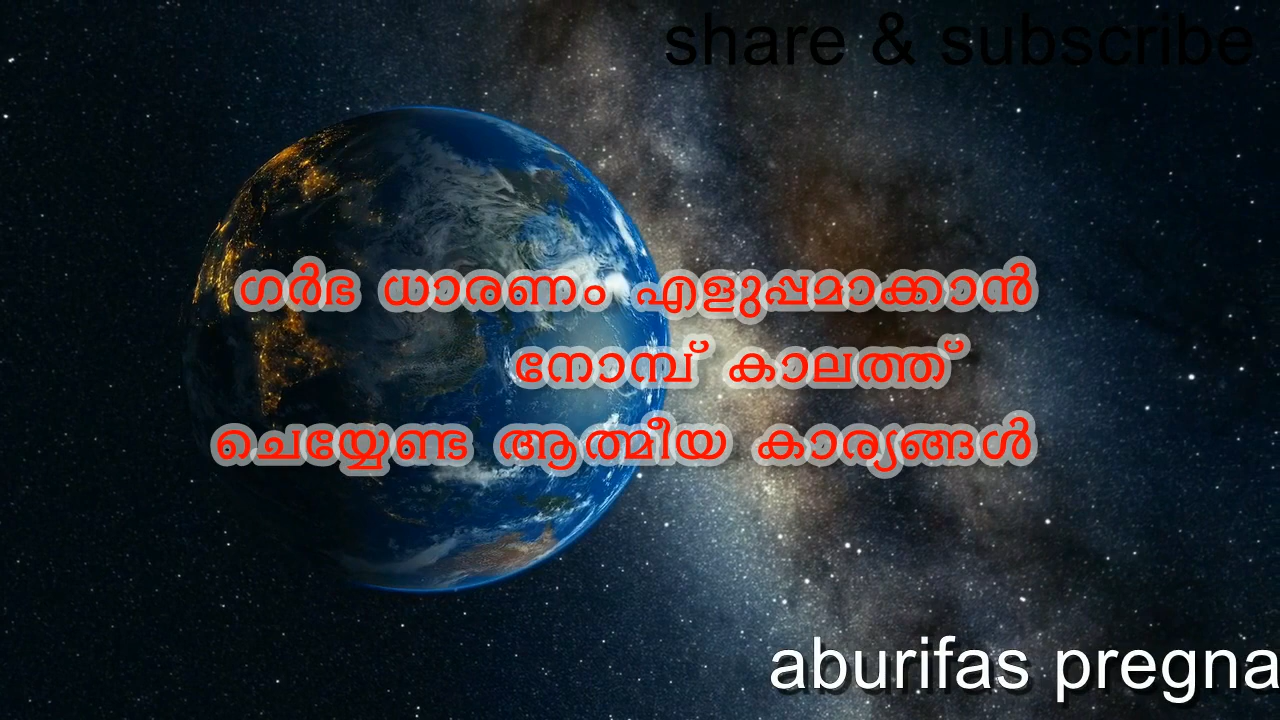 share & subscribe
ഗർഭ ധാരണം എളുപ്പമാക്കാൻ
നോമ്പ് കാലത്ത്
ചെയ്യേണ്ട ആത്മീയ കാര്യങ്ങൾ
aburifas pregna